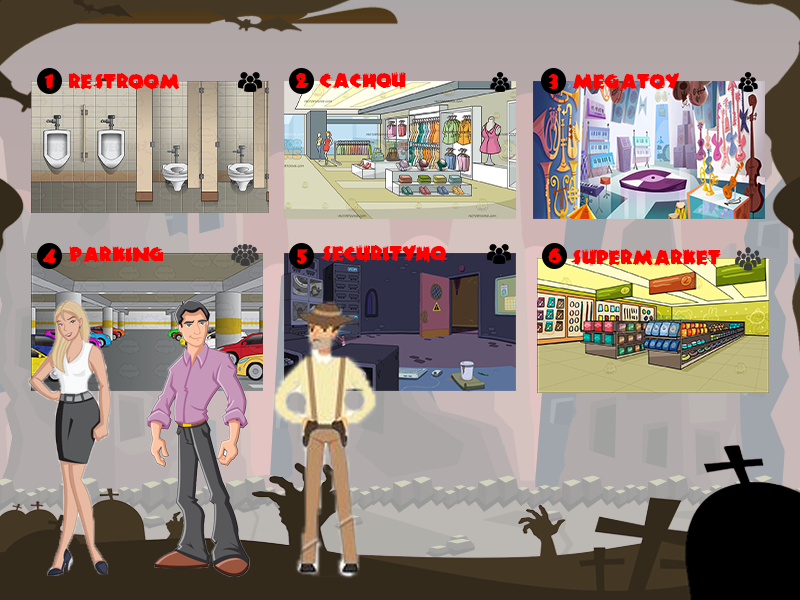 1 RESTROOM
2 CACHOU
3 MEGATOY
4 PARKING
5 SECURITYHQ
6 SUPERMARKET